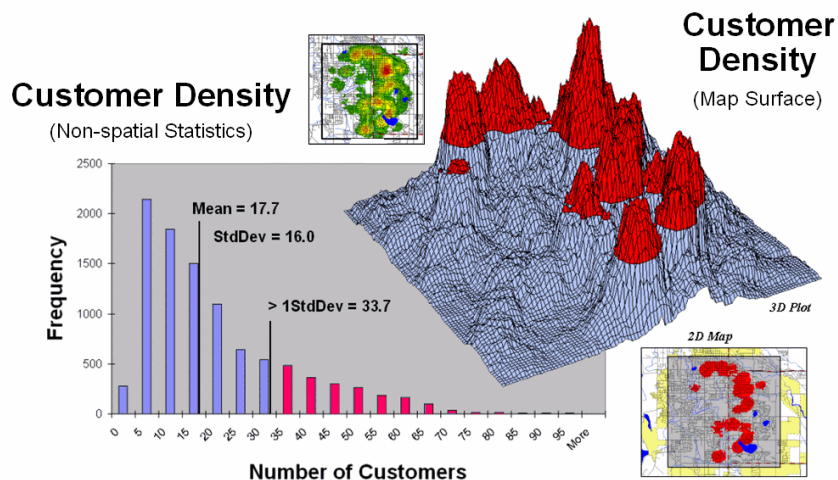 Customer Density
(Non-spatial Statistics)
Customer
Density
(Map Surface)
2500
2000
1500
1000
500
0
Frequency
Mean = 17.7
StdDev = 16.0
> 1StdDev = 33.7
0 5 10 15 20 25 30 35 40 45 50 55 60 65 70 75 80 85 90 95 More
Number of Customers
3D Plot
2D Map